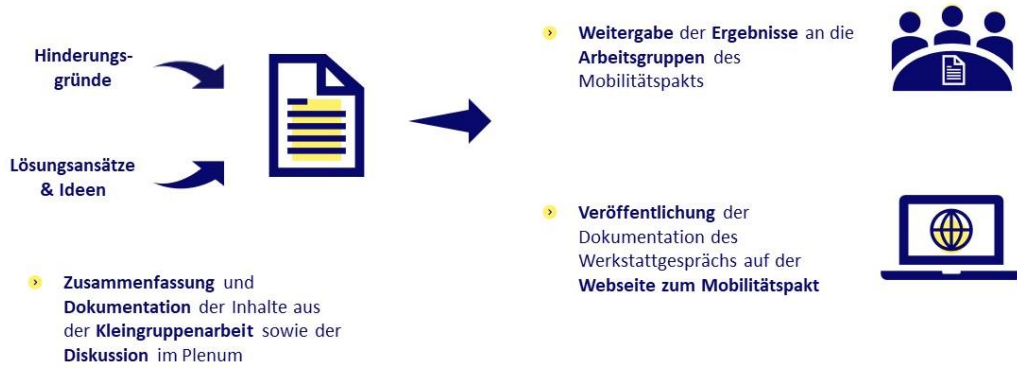 Hinderungs-
gründe
Lösungsansätze
& Ideen
Zusammenfassung und
Dokumentation der Inhalte aus
der Kleingruppenarbeit sowie der
Diskussion im Plenum
Weitergabe der Ergebnisse an die
Arbeitsgruppen des
Mobilitätspakts
Veröffentlichung der
Dokumentation des
Werkstattgesprächs auf der
Webseite zum Mobilitätspakt